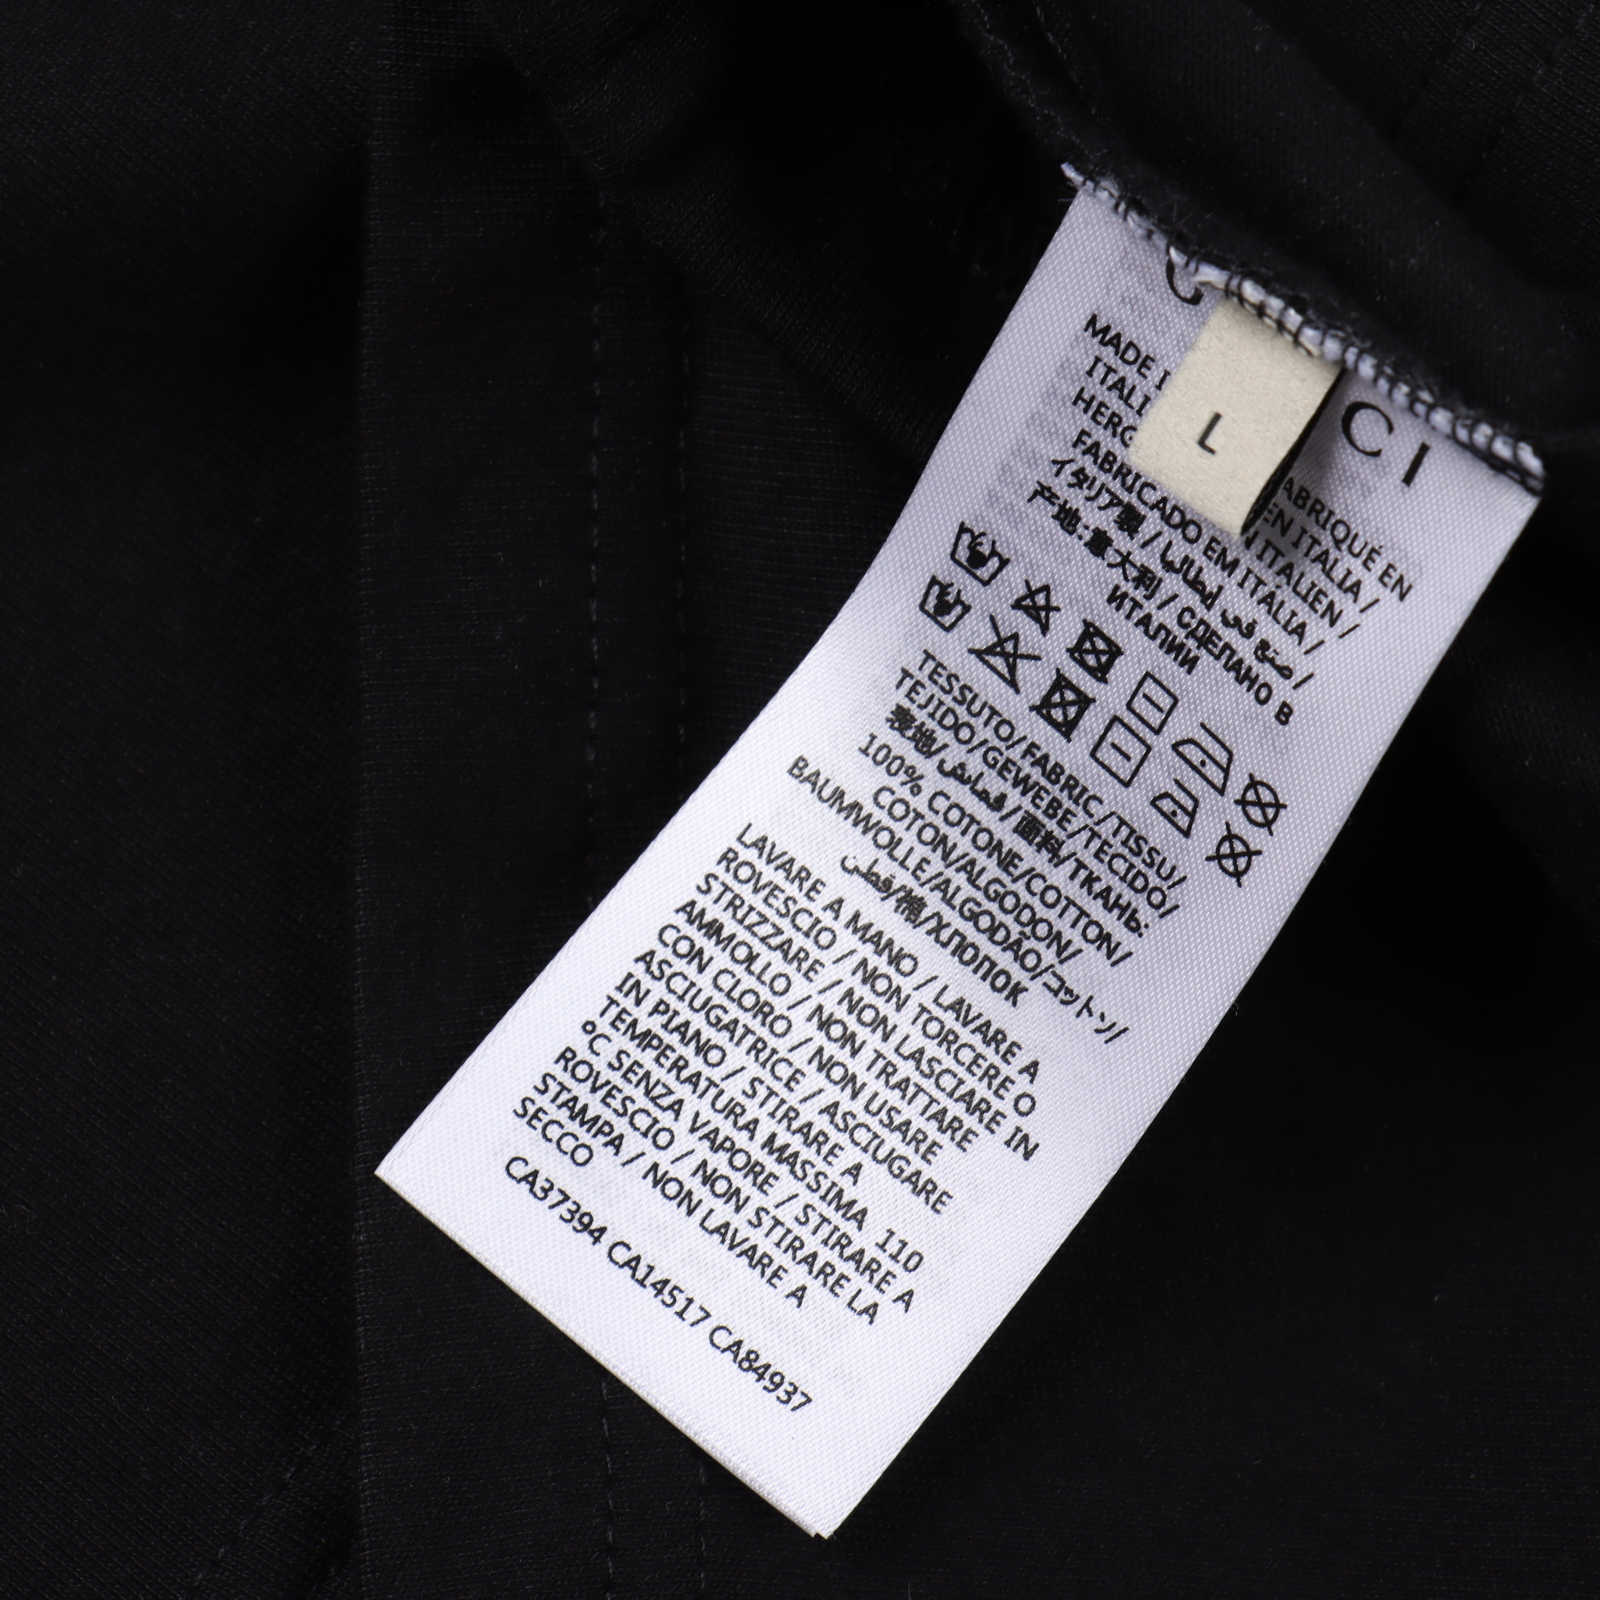 G CI
L
MADE I ABRIQUÉ EN
ITALI EN ITALIA /
HERG N ITALIEN /
FABRICADO EM ITÁLIA /
イタリア製 / صنع في إيطاليا /
产地: 意大利 / СДЕЛАНО В
ИТАЛИИ
TESSUTO/FABRIC/TISSU/
TEJIDO/GEWEBE/TECIDO/
表地/قماش/面料/ТКАНЬ:
100% COTONE/COTTON/
COTON/ALGODON/
BAUMWOLLE/ALGODÃO/コットン/
قطن/棉/ХЛОПОК
LAVARE A MANO / LAVARE A
ROVESCIO / NON TORCERE O
STRIZZARE / NON LASCIARE IN
AMMOLLO / NON TRATTARE
CON CLORO / NON USARE
ASCIUGATRICE / ASCIUGARE
IN PIANO / STIRARE A
TEMPERATURA MASSIMA 110
°C SENZA VAPORE / STIRARE A
ROVESCIO / NON STIRARE LA
STAMPA / NON LAVARE A
SECCO
CA37394 CA14517 CA84937